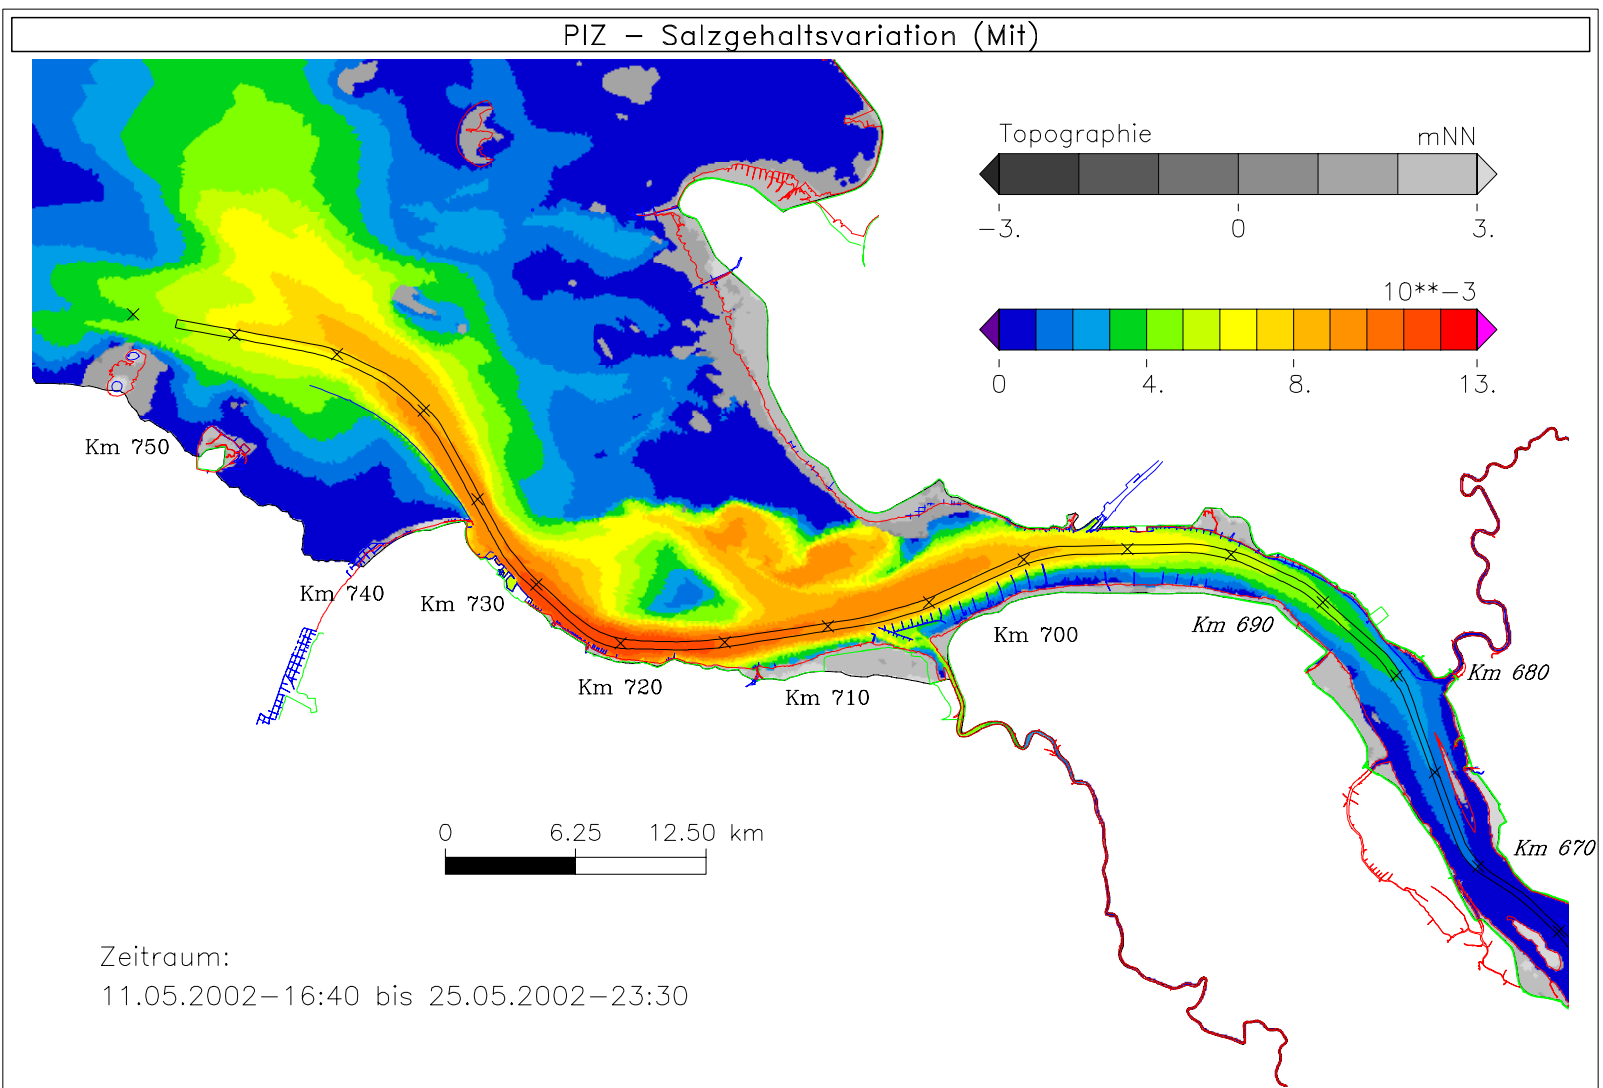 PIZ - Salzgehaltsvariation (Mit)
Topographie mNN
-3. 0 3.
10**-3
0 4. 8. 13.
Km 750
Km 740
Km 730
Km 720
Km 710
Km 700
Km 690
Km 680
Km 670
0 6.25 12.50 km
Zeitraum:
11.05.2002-16:40 bis 25.05.2002-23:30